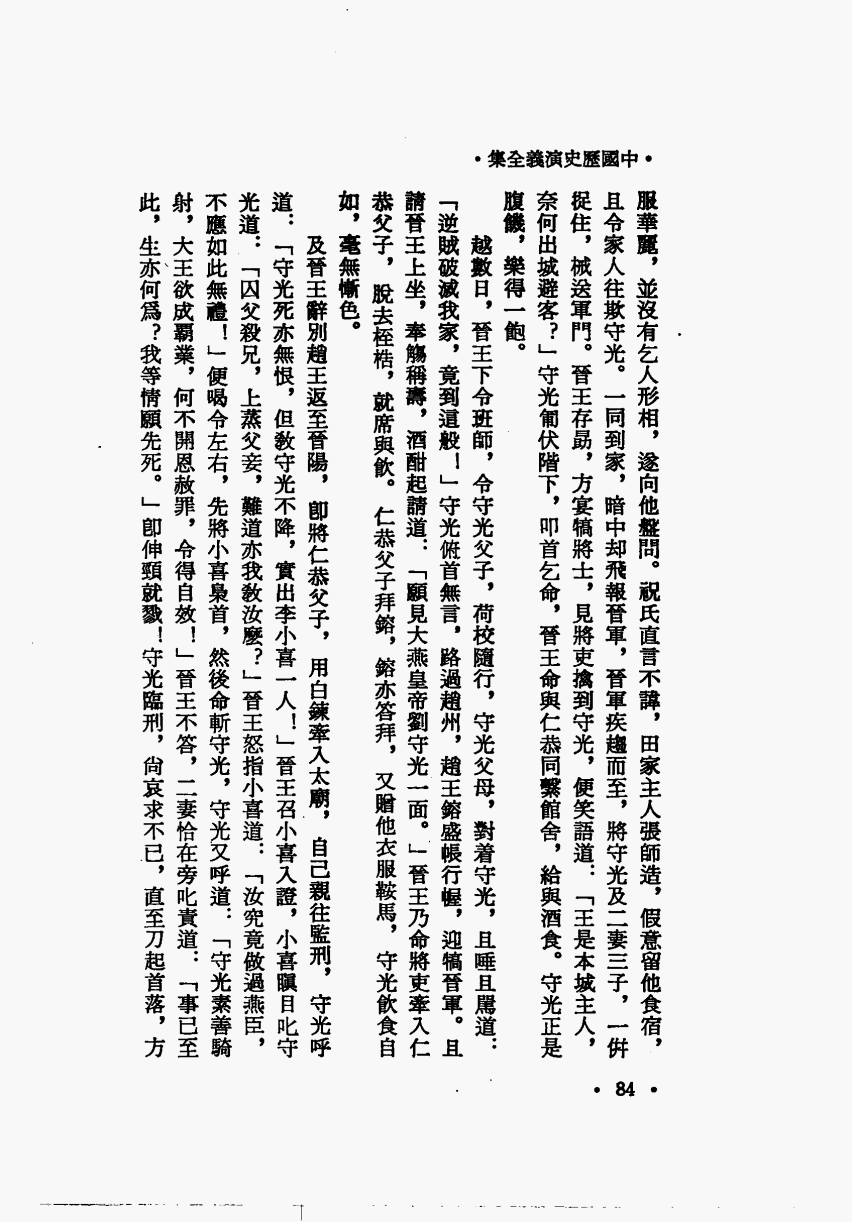 •中國歷史演義全集•
服華麗，並沒有乞人形相，遂向他盤問。祝氏直言不諱，田家主人張師造，假意留他食宿，
且令家人往欺守光。一同到家，暗中却飛報晉軍，晉軍疾趨而至，將守光及二妻三子，一併
捉住，械送軍門。晉王存勗，方宴犒將士，見將吏擒到守光，便笑語道：「王是本城主人，
奈何出城避客？」守光匍伏階下，叩首乞命，晉王命與仁恭同繫館舍，給與酒食。守光正是
腹饑，樂得一飽。
越數日，晉王下令班師，令守光父子，荷校隨行，守光父母，對着守光，且唾且駡道：
「逆賊破滅我家，竟到這般！」守光俯首無言，路過趙州，趙王鎔盛帳行幄，迎犒晉軍。且
請晉王上坐，奉觴稱壽，酒酣起請道：「願見大燕皇帝劉守光一面。」晉王乃命將吏牽入仁
恭父子，脫去桎梏，就席與飲。仁恭父子拜鎔，鎔亦答拜，又贈他衣服鞍馬，守光飲食自
如，毫無慚色。
及晉王辭別趙王返至晉陽，卽將仁恭父子，用白練牽入太廟，自己親往監刑，守光呼
道：「守光死亦無恨，但教守光不降，實出李小喜一人！」晉王召小喜入證，小喜瞋目叱守
光道：「囚父殺兄，上蒸父妾，難道亦我教汝麼？」晉王怒指小喜道：「汝究竟做過燕臣，
不應如此無禮！」便喝令左右，先將小喜梟首，然後命斬守光，守光又呼道：「守光素善騎
射，大王欲成霸業，何不開恩赦罪，令得自效！」晉王不答，二妻恰在旁叱責道：「事已至
此，生亦何爲？我等情願先死。」卽伸頸就戮！守光臨刑，尙哀求不已，直至刀起首落，方
• 84 •